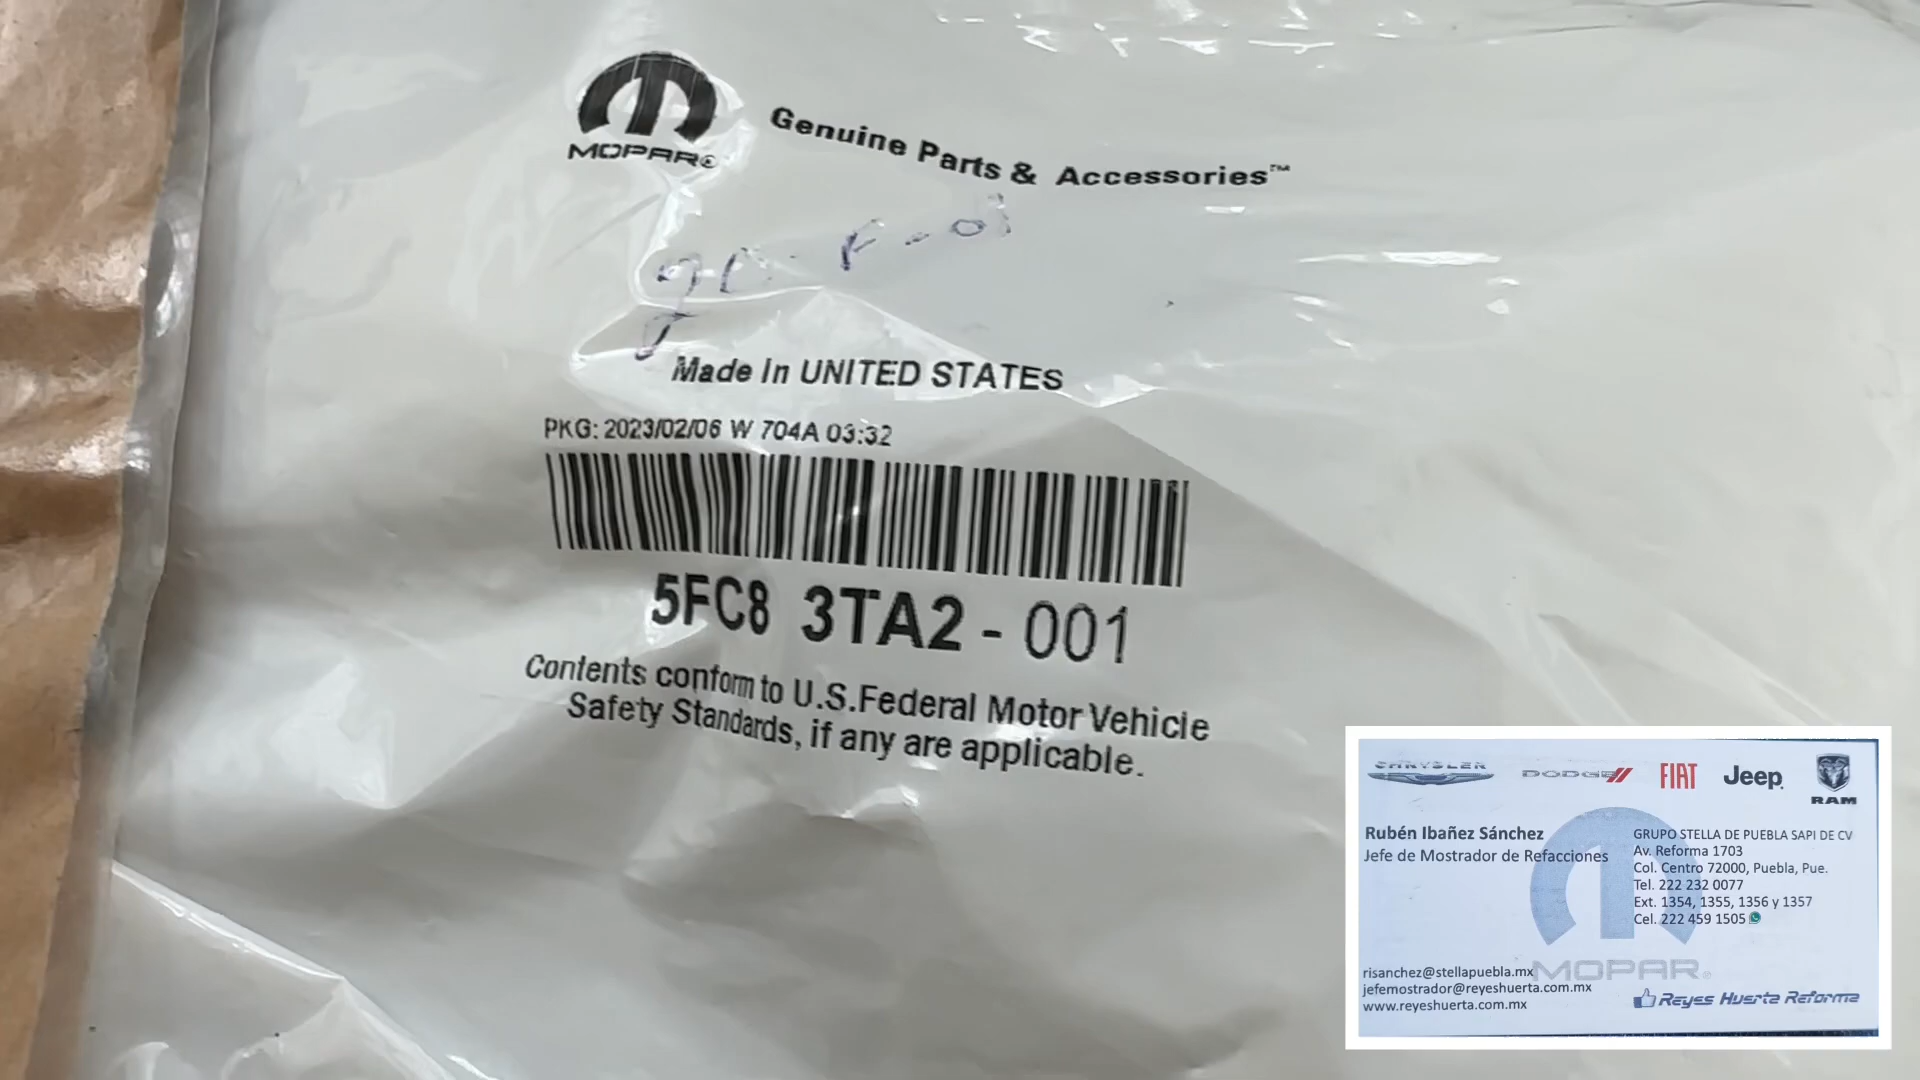 MOPAR®
Genuine Parts & Accessories™
Made In UNITED STATES
PKG: 2023/02/06 W 704A 03:32
5FC8 3TA2 - 001
Contents conform to U.S.Federal Motor Vehicle
Safety Standards, if any are applicable.
CHRYSLER
DODGE
FIAT
Jeep
RAM
Rubén Ibañez Sánchez
Jefe de Mostrador de Refacciones
GRUPO STELLA DE PUEBLA SAPI DE CV
Av. Reforma 1703
Col. Centro 72000, Puebla, Pue.
Tel. 222 232 0077
Ext. 1354, 1355, 1356 y 1357
Cel. 222 459 1505
MOPAR®
risanchez@stellapuebla.mx
jefemostrador@reyeshuerta.com.mx
www.reyeshuerta.com.mx
Reyes Huerta Reforma